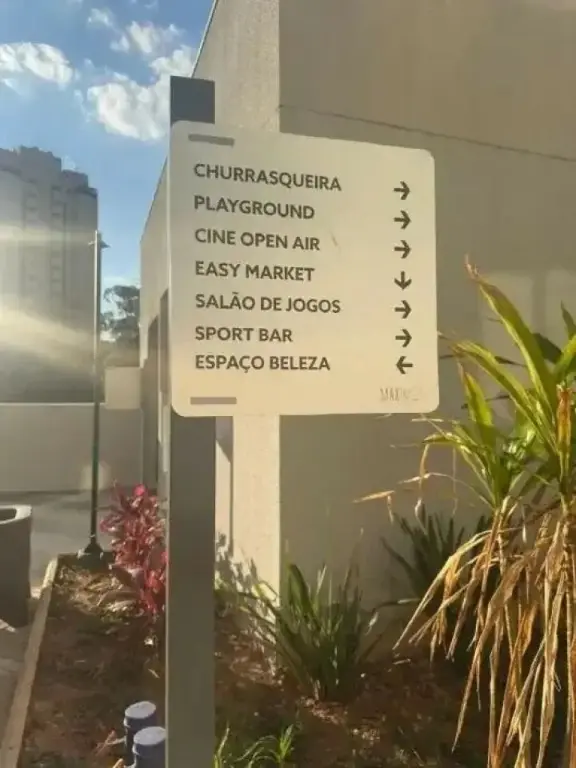 CHURRASQUEIRA →
PLAYGROUND →
CINE OPEN AIR →
EASY MARKET ↓
SALÃO DE JOGOS →
SPORT BAR →
ESPAÇO BELEZA ←